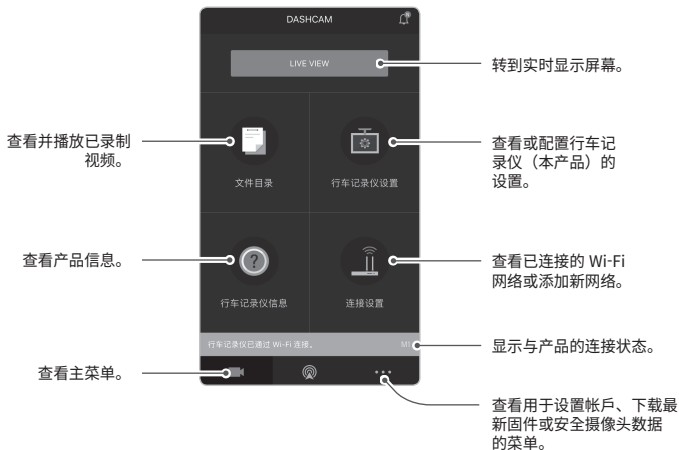 DASHCAM
LIVE VIEW
转到实时显示屏幕。
查看并播放已录制
视频。
文件目录
行车记录仪设置
查看或配置行车记
录仪（本产品）的
设置。
查看产品信息。
行车记录仪信息
连接设置
查看已连接的 Wi-Fi
网络或添加新网络。
行车记录仪已通过 Wi-Fi 连接。
显示与产品的连接状态。
查看主菜单。
查看用于设置帐戶、下载最
新固件或安全摄像头数据
的菜单。